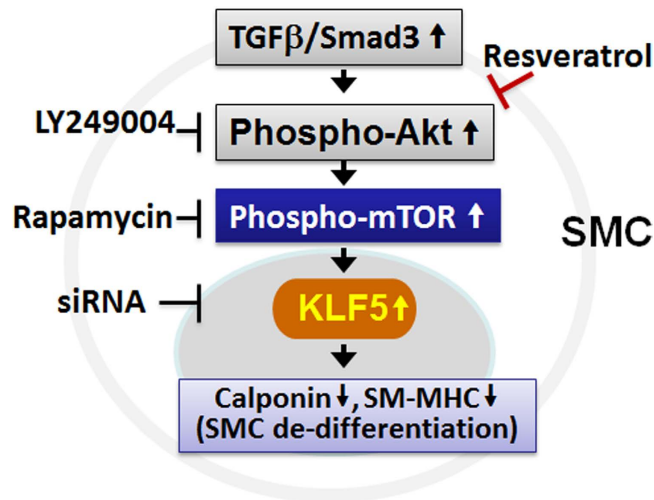 TGFβ/Smad3 ↑
Resveratrol
LY249004
Phospho-Akt ↑
Rapamycin
Phospho-mTOR ↑
SMC
siRNA
KLF5↑
Calponin↓, SM-MHC↓
(SMC de-differentiation)